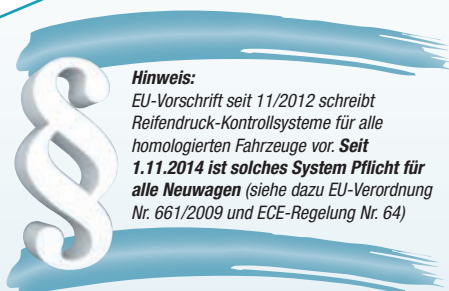 §
Hinweis:
EU-Vorschrift seit 11/2012 schreibt
Reifendruck-Kontrollsysteme für alle
homologierten Fahrzeuge vor. Seit
1.11.2014 ist solches System Pflicht für
alle Neuwagen (siehe dazu EU-Verordnung
Nr. 661/2009 und ECE-Regelung Nr. 64)